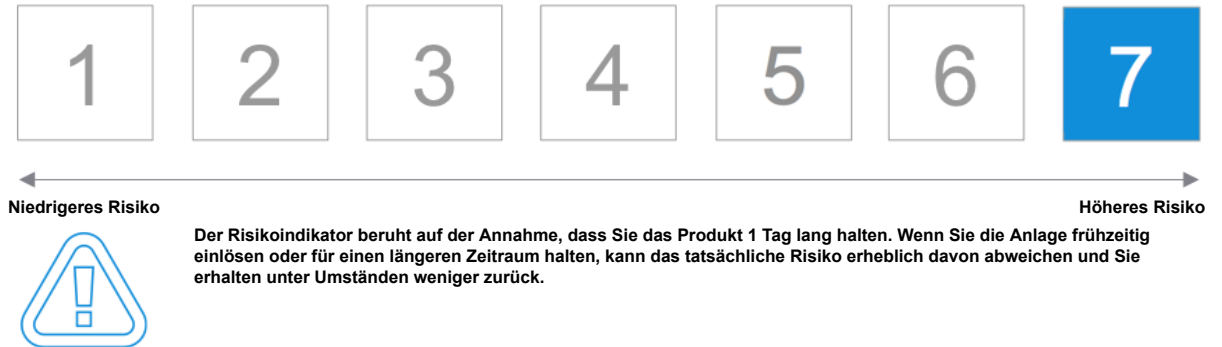 1 2 3 4 5 6 7
Niedrigeres Risiko Höheres Risiko
Der Risikoindikator beruht auf der Annahme, dass Sie das Produkt 1 Tag lang halten. Wenn Sie die Anlage frühzeitig
einlösen oder für einen längeren Zeitraum halten, kann das tatsächliche Risiko erheblich davon abweichen und Sie
erhalten unter Umständen weniger zurück.